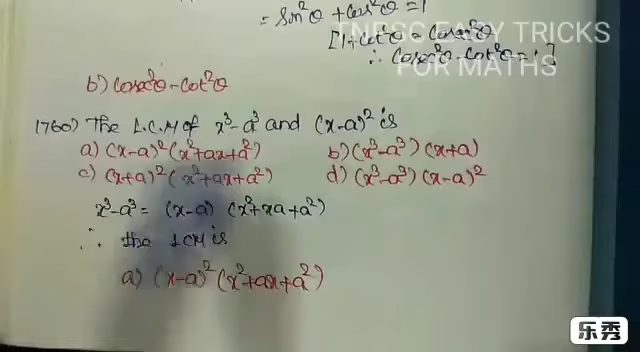 = Sin²θ + Cos²θ = 1
TNPSC EASY TRICKS
[1+Cot²θ = Cosec²θ
∴ Cosec²θ - Cot²θ = 1]
FOR MATHS
b) Cosec²θ - Cot²θ
1760) The L.C.M of x³-a³ and (x-a)² is
a) (x-a)² (x²+ax+a²) b) (x³-a³) (x+a)
c) (x+a)² (x²+ax+a²) d) (x³-a³) (x-a)²
x³-a³ = (x-a) (x²+xa+a²)
∴ the LCM is
a) (x-a)² (x²+ax+a²)
乐秀